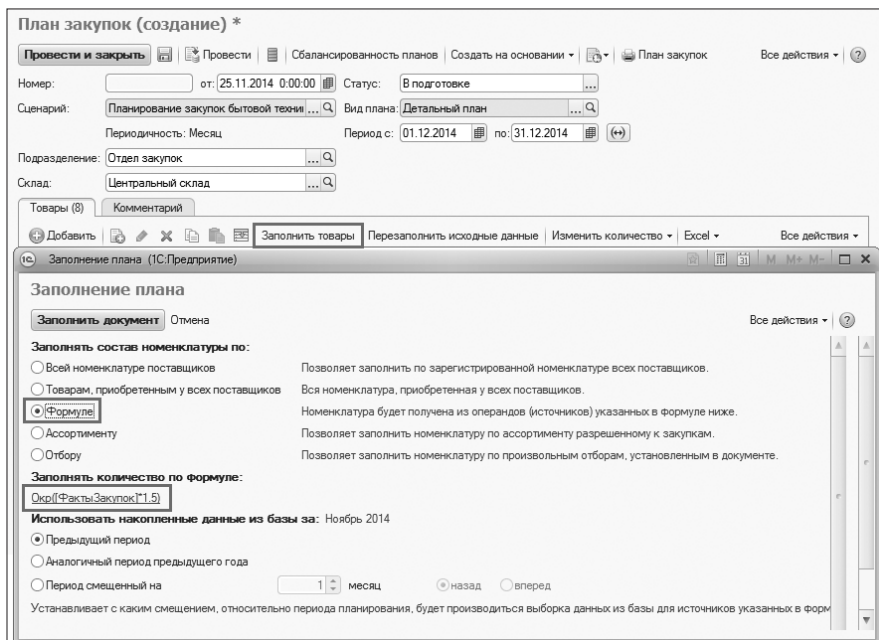 План закупок (создание) *
Провести и закрыть Провести Сбалансированность планов Создать на основании План закупок Все действия ?
Номер: от: 25.11.2014 0:00:00 Статус: В подготовке ...
Сценарий: Планирование закупок бытовой техни ... Вид плана: Детальный план ...
Периодичность: Месяц Период с: 01.12.2014 по: 31.12.2014
Подразделение: Отдел закупок ...
Склад: Центральный склад ...
Товары (8) Комментарий
Добавить Заполнить товары Перезаполнить исходные данные Изменить количество Excel Все действия
1С Заполнение плана (1С:Предприятие) 31 M M+ M-
Заполнение плана
Заполнить документ Отмена Все действия ?
Заполнять состав номенклатуры по:
Всей номенклатуре поставщиков Позволяет заполнить по зарегистрированной номенклатуре всех поставщиков.
Товарам, приобретенным у всех поставщиков Вся номенклатура, приобретенная у всех поставщиков.
Формуле Номенклатура будет получена из операндов (источников) указанных в формуле ниже.
Ассортименту Позволяет заполнить номенклатуру по ассортименту разрешенному к закупкам.
Отбору Позволяет заполнить номенклатуру по произвольным отборам, установленным в документе.
Заполнять количество по формуле:
Окр([ФактыЗакупок]*1.5)
Использовать накопленные данные из базы за: Ноябрь 2014
Предыдущий период
Аналогичный период предыдущего года
Период смещенный на 1 месяц назад вперед
Устанавливает с каким смещением, относительно периода планирования, будет производиться выборка данных из базы для источников указанных в форм